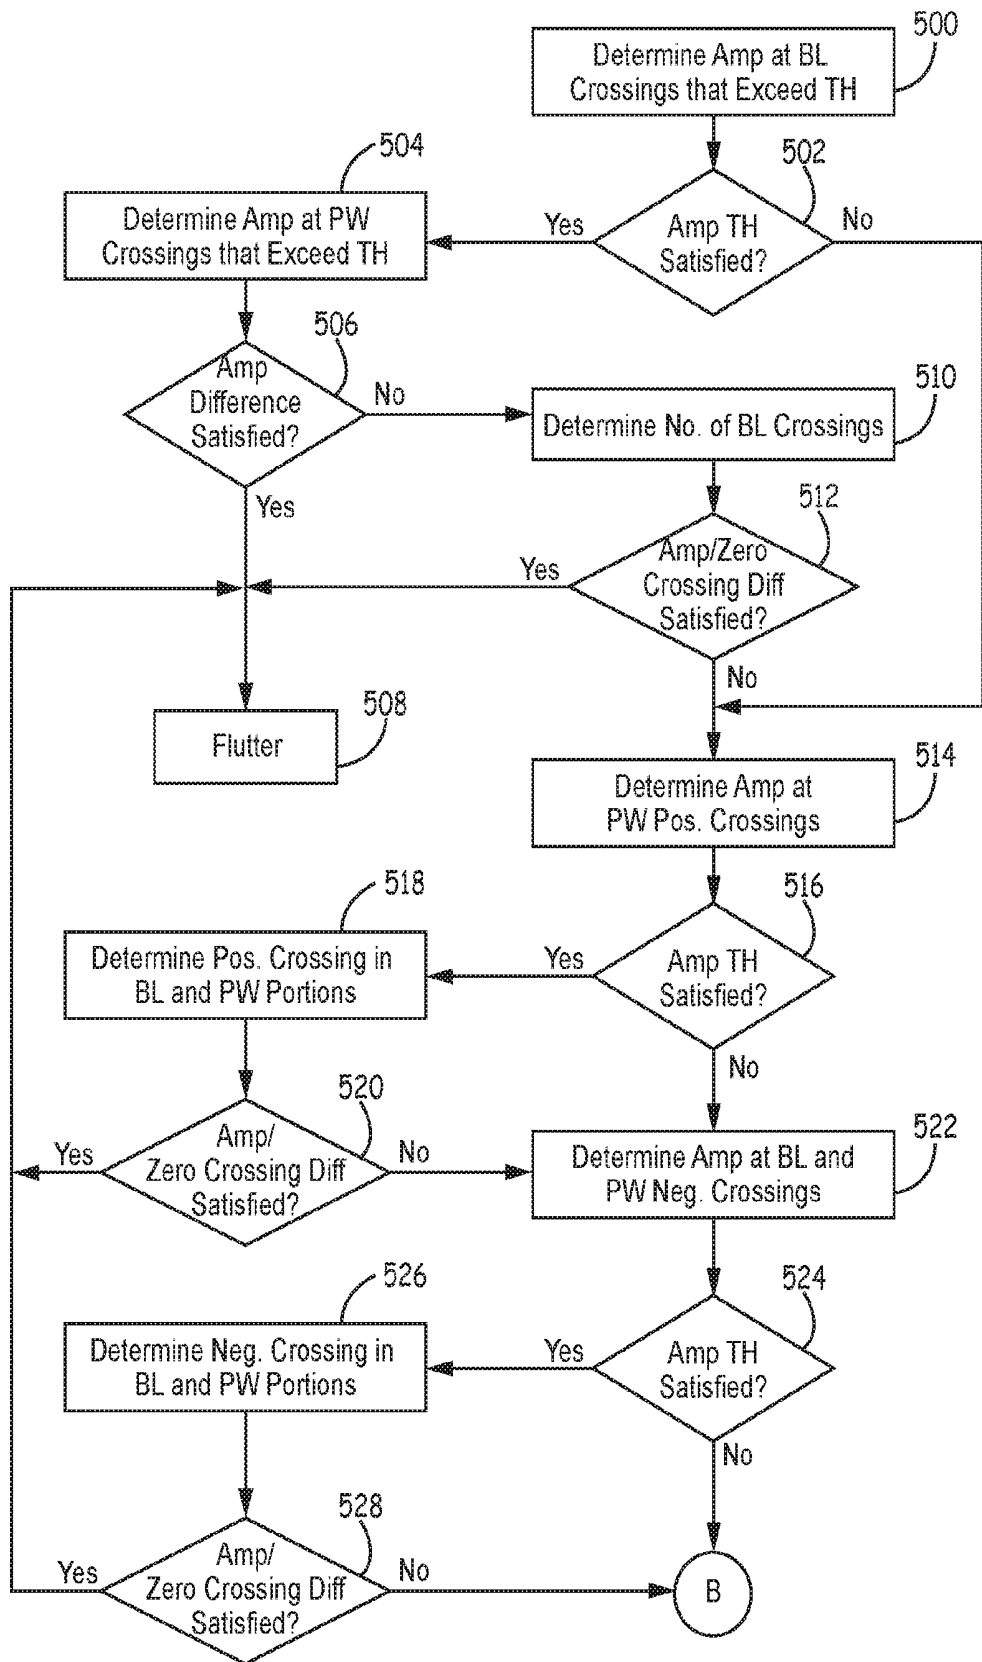 500
Determine Amp at BL
Crossings that Exceed TH
502
Amp TH
Satisfied?
Yes
No
504
Determine Amp at PW
Crossings that Exceed TH
506
Amp
Difference
Satisfied?
No
Yes
510
Determine No. of BL Crossings
512
Amp/Zero
Crossing Diff
Satisfied?
Yes
No
508
Flutter
514
Determine Amp at
PW Pos. Crossings
516
Amp TH
Satisfied?
Yes
No
518
Determine Pos. Crossing in
BL and PW Portions
520
Amp/
Zero Crossing Diff
Satisfied?
Yes
No
522
Determine Amp at BL and
PW Neg. Crossings
524
Amp TH
Satisfied?
Yes
No
526
Determine Neg. Crossing in
BL and PW Portions
528
Amp/
Zero Crossing Diff
Satisfied?
Yes
No
B